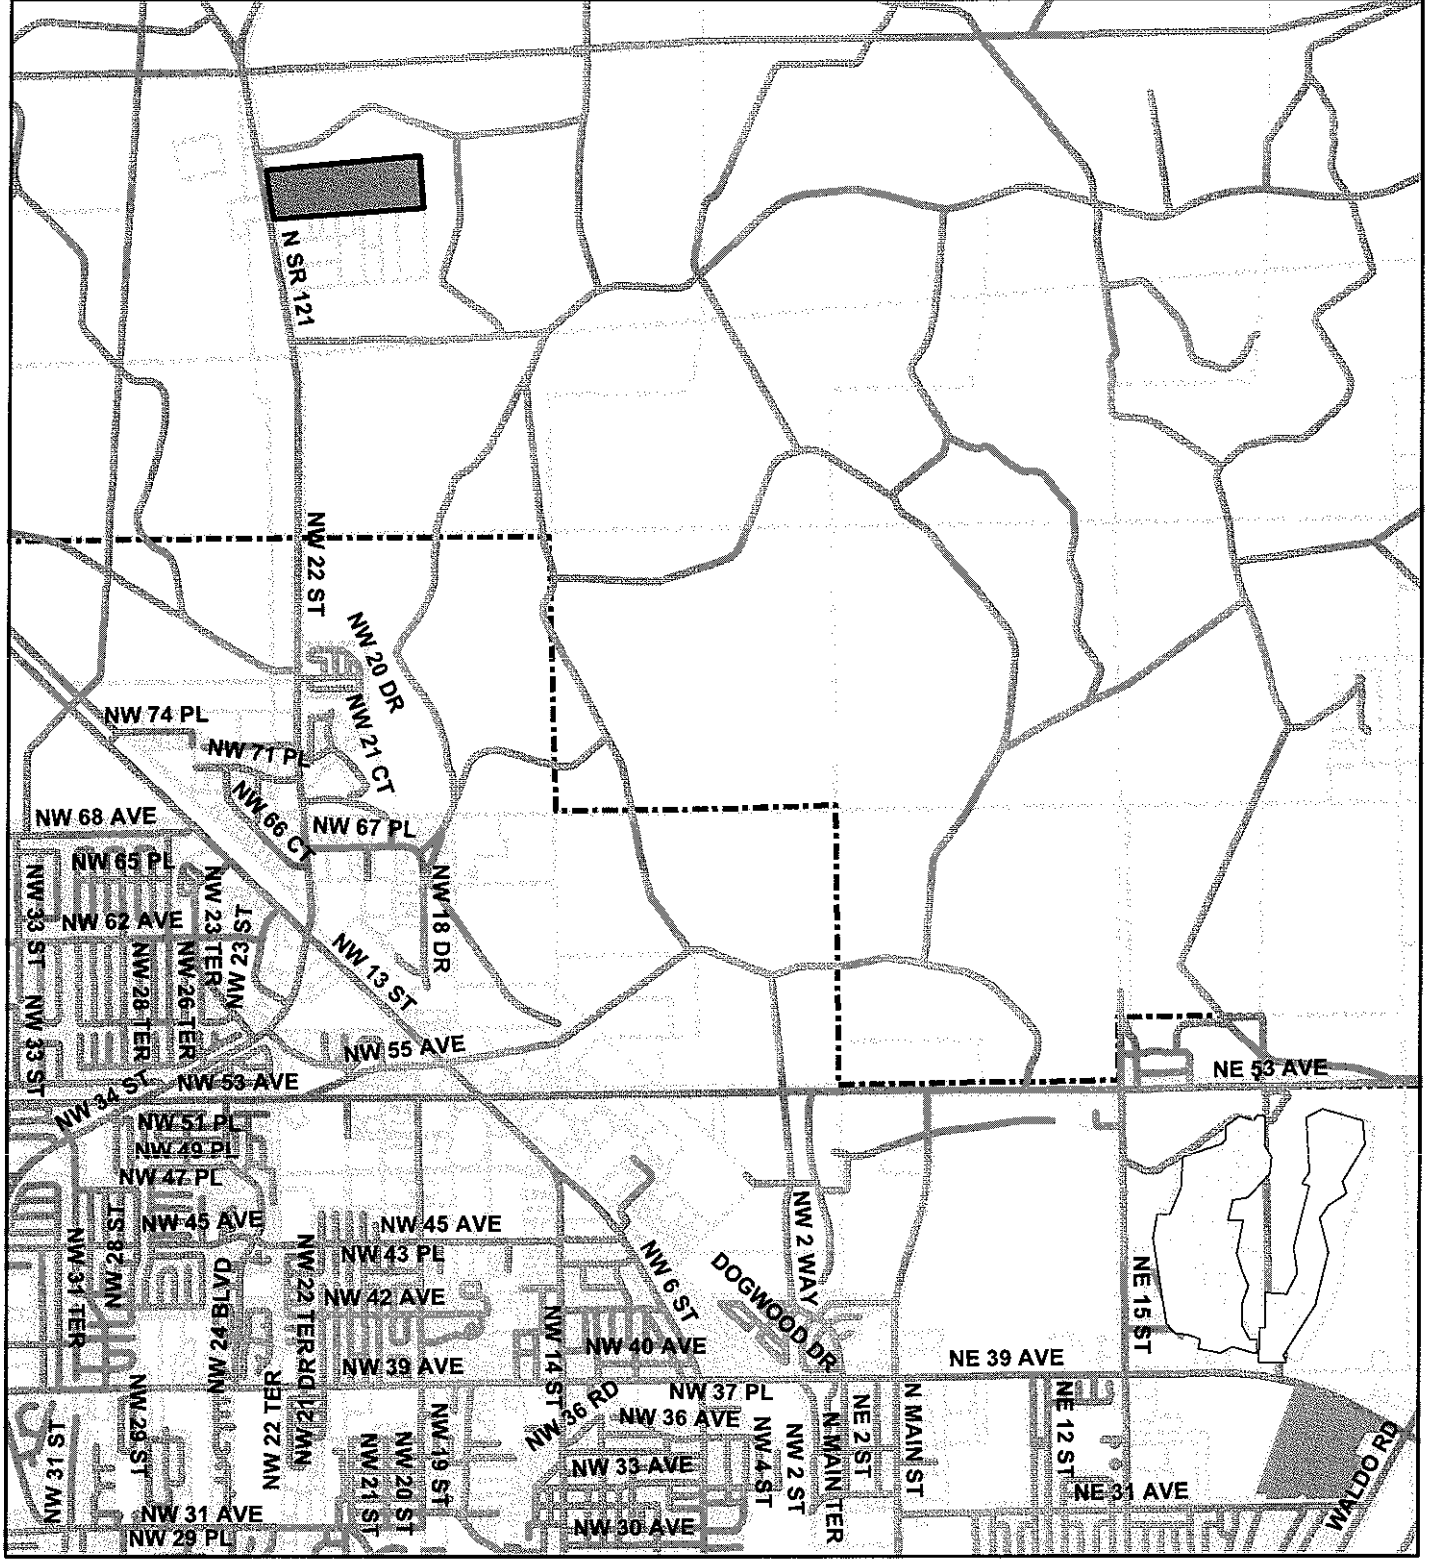 N SR 121
NW 22 ST
NW 20 DR
NW 21 CT
NW 74 PL
NW 71 PL
NW 66 CT
NW 67 PL
NW 68 AVE
NW 65 PL
NW 62 AVE
NW 33 ST
NW 33 ST
NW 28 TER
NW 26 TER
NW 23 TER
NW 23 ST
NW 18 DR
NW 13 ST
NW 55 AVE
NW 53 AVE
NE 53 AVE
NW 34 ST
NW 51 PL
NW 49 PL
NW 47 PL
NW 45 AVE
NW 45 AVE
NW 43 PL
NW 42 AVE
NW 40 AVE
NW 39 AVE
NE 39 AVE
NW 31 TER
NW 28 ST
NW 24 BLVD
NW 22 TER
NW 21 DR
NW 14 ST
NW 6 ST
DOGWOOD DR
NW 2 WAY
NE 15 ST
NW 37 PL
NW 36 RD
NW 36 AVE
NW 33 AVE
NW 30 AVE
NW 31 ST
NW 29 ST
NW 22 TER
NW 21 ST
NW 20 ST
NW 19 ST
NW 4 ST
NW 2 ST
N MAIN TER
NE 2 ST
N MAIN ST
NE 12 ST
NE 31 AVE
WALDO RD
NW 31 AVE
NW 29 PL